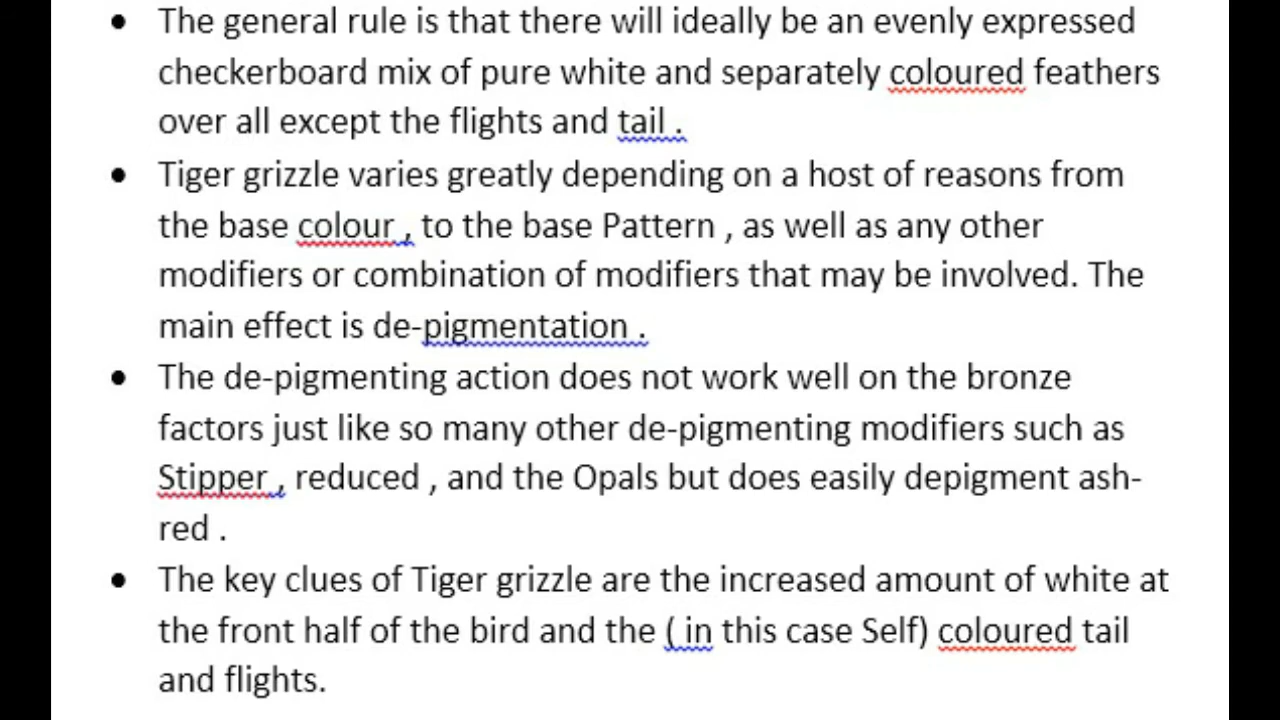 • The general rule is that there will ideally be an evenly expressed
checkerboard mix of pure white and separately coloured feathers
over all except the flights and tail .
• Tiger grizzle varies greatly depending on a host of reasons from
the base colour , to the base Pattern , as well as any other
modifiers or combination of modifiers that may be involved. The
main effect is de-pigmentation .
• The de-pigmenting action does not work well on the bronze
factors just like so many other de-pigmenting modifiers such as
Stipper , reduced , and the Opals but does easily depigment ash-
red .
• The key clues of Tiger grizzle are the increased amount of white at
the front half of the bird and the ( in this case Self) coloured tail
and flights.